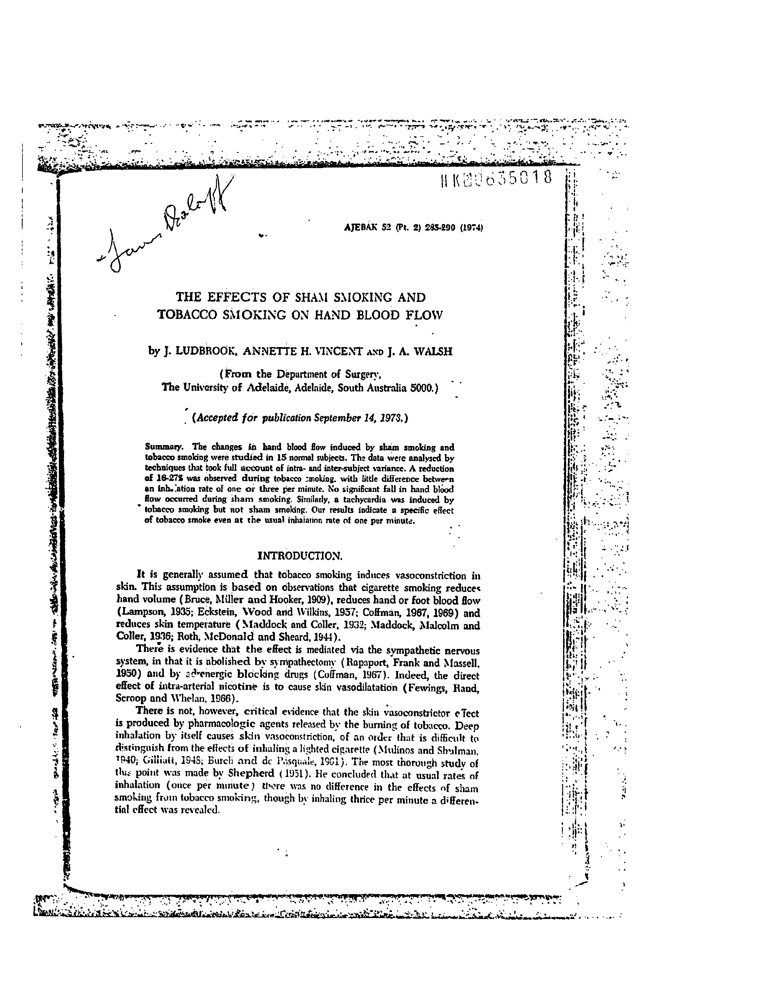 635018
AJEBAK 52 (Pt. 2) 285-290 (1974)
THE EFFECTS OF SHAM SMOKING AND
TOBACCO SMOKING ON HAND BLOOD FLOW
by J. LUDBROOK, ANNETTE H. VINCENT AND J. A. WALSH
(From the Department of Surgery,
The University of Adelaide, Adelaide, South Australia 5000.)
(Accepted for publication September 14, 1973.)
Summary. The changes in hand blood flow induced by sham smoking and
tobacco smoking were studied in 15 normal subjects. The data were analysed by
techniques that took full account of intra- and inter-subject variance. A reduction
of 16-27% was observed during tobacco smoking, with little difference between
an inhalation rate of one or three per minute. No significant fall in hand blood
flow occurred during sham smoking. Similarly, a tachycardia was induced by
tobacco smoking but not sham smoking. Our results indicate a specific effect
of tobacco smoke even at the usual inhalation rate of one per minute.
INTRODUCTION.
It is generally assumed that tobacco smoking induces vasoconstriction in
skin. This assumption is based on observations that cigarette smoking reduces
hand volume (Bruce, Miller and Hooker, 1909), reduces hand or foot blood flow
(Lampson, 1935; Eckstein, Wood and Wilkins, 1957; Coffman, 1967, 1969) and
reduces skin temperature (Maddock and Coller, 1932; Maddock, Malcolm and
Coller, 1936; Roth, McDonald and Sheard, 1944).
There is evidence that the effect is mediated via the sympathetic nervous
system, in that it is abolished by sympathectomy (Rapaport, Frank and Massell,
1950) and by adrenergic blocking drugs (Coffman, 1967). Indeed, the direct
effect of intra-arterial nicotine is to cause skin vasodilatation (Fewings, Rand,
Scroop and Whelan, 1966).
There is not, however, critical evidence that the skin vasoconstrictor effect
is produced by pharmacologic agents released by the burning of tobacco. Deep
inhalation by itself causes skin vasoconstriction, of an order that is difficult to
distinguish from the effects of inhaling a lighted cigarette (Mulinos and Shulman,
1940; Gilliatt, 1948; Burch and de Pasquale, 1961). The most thorough study of
this point was made by Shepherd (1951). He concluded that at usual rates of
inhalation (once per minute) there was no difference in the effects of sham
smoking from tobacco smoking, though by inhaling thrice per minute a differen-
tial effect was revealed.